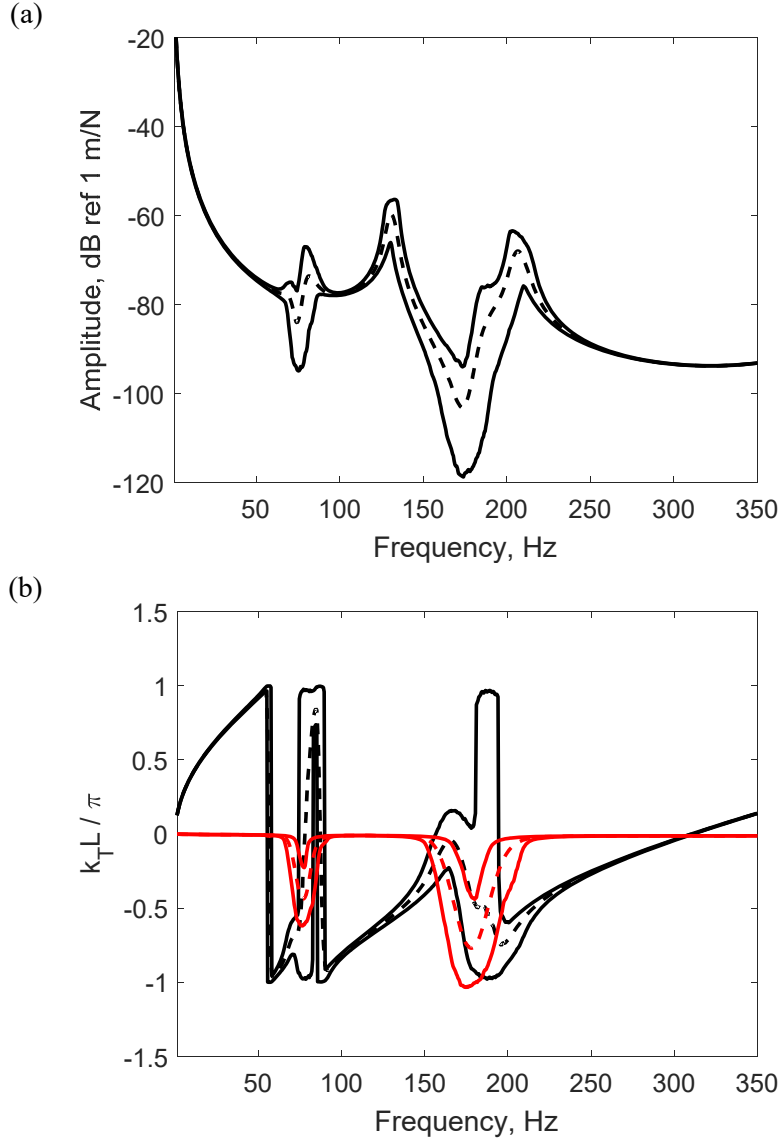 (a)
-20
-40
-60
-80
-100
-120
Amplitude, dB ref 1 m/N
50 100 150 200 250 300 350
Frequency, Hz
(b)
1.5
1
0.5
0
-0.5
-1
-1.5
k_T L / π
50 100 150 200 250 300 350
Frequency, Hz